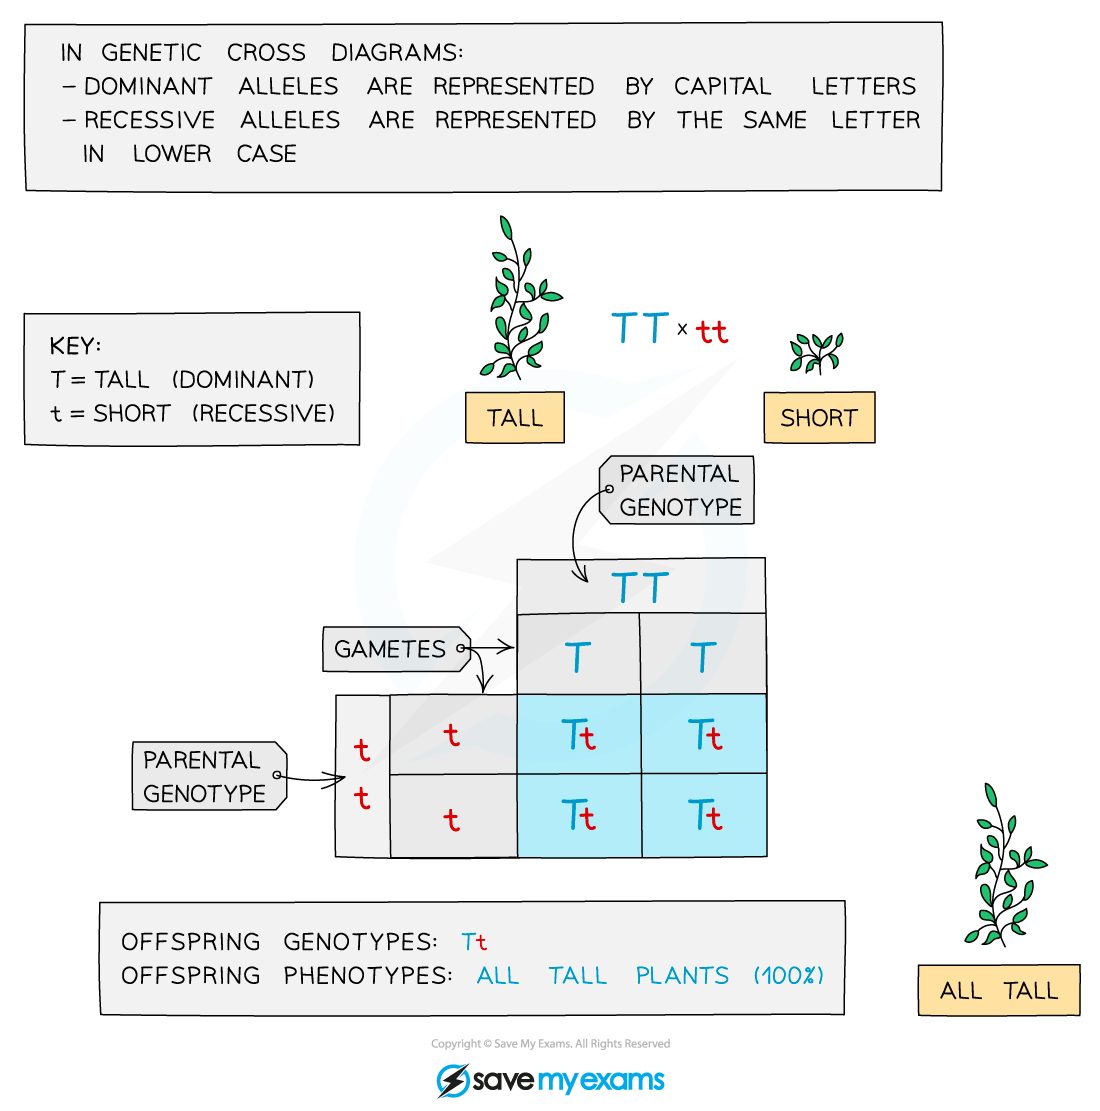 IN GENETIC CROSS DIAGRAMS:
– DOMINANT ALLELES ARE REPRESENTED BY CAPITAL LETTERS
– RECESSIVE ALLELES ARE REPRESENTED BY THE SAME LETTER
IN LOWER CASE
KEY:
T = TALL (DOMINANT)
t = SHORT (RECESSIVE)
TT x tt
TALL
SHORT
PARENTAL
GENOTYPE
TT
GAMETES
T T
PARENTAL
GENOTYPE
t
t
t Tt Tt
t Tt Tt
OFFSPRING GENOTYPES: Tt
OFFSPRING PHENOTYPES: ALL TALL PLANTS (100%)
ALL TALL
Copyright © Save My Exams. All Rights Reserved
save my exams